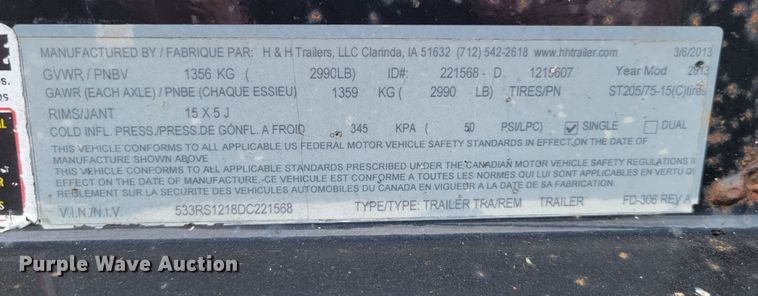 MANUFACTURED BY / FABRIQUE PAR: H & H Trailers, LLC Clarinda, IA 51632 (712) 542-2618 www.hhtrailer.com 3/6/2013
GVWR / PNBV 1356 KG ( 2990LB) ID#: 221568 - D 1219607 Year Mod 2013
GAWR (EACH AXLE) / PNBE (CHAQUE ESSIEU) 1359 KG ( 2990 LB) TIRES/PN ST205/75-15(C)tires
RIMS/JANT 15 X 5 J
COLD INFL. PRESS/PRESS.DE GONFL A FROID 345 KPA ( 50 PSI/LPC) SINGLE DUAL
THIS VEHICLE CONFORMS TO ALL APPLICABLE US FEDERAL MOTOR VEHICLE SAFETY STANDARDS IN EFFECT ON THE DATE OF
MANUFACTURE SHOWN ABOVE
THIS VEHICLE CONFORMS TO ALL APPLICABLE STANDARDS PRESCRIBED UNDER THE CANADIAN MOTOR VEHICLE SAFETY REGULATIONS IN
EFFECT ON THE DATE OF MANUFACTURE.-CE VEHICULE EST CONFORME A TOUTES LES NORMES QUI LUI SONT APPLICABLES EN VERTU DU
REGLEMENT SUR LA SECURITE DES VEHICULES AUTOMOBILES DU CANADA EN VIGUEUR A LA DATE DE SA FABRICATION.
V.I.N./N.I.V. 533RS1218DC221568 TYPE/TYPE: TRAILER TRA/REM TRAILER FD-306 REV A
Purple Wave Auction